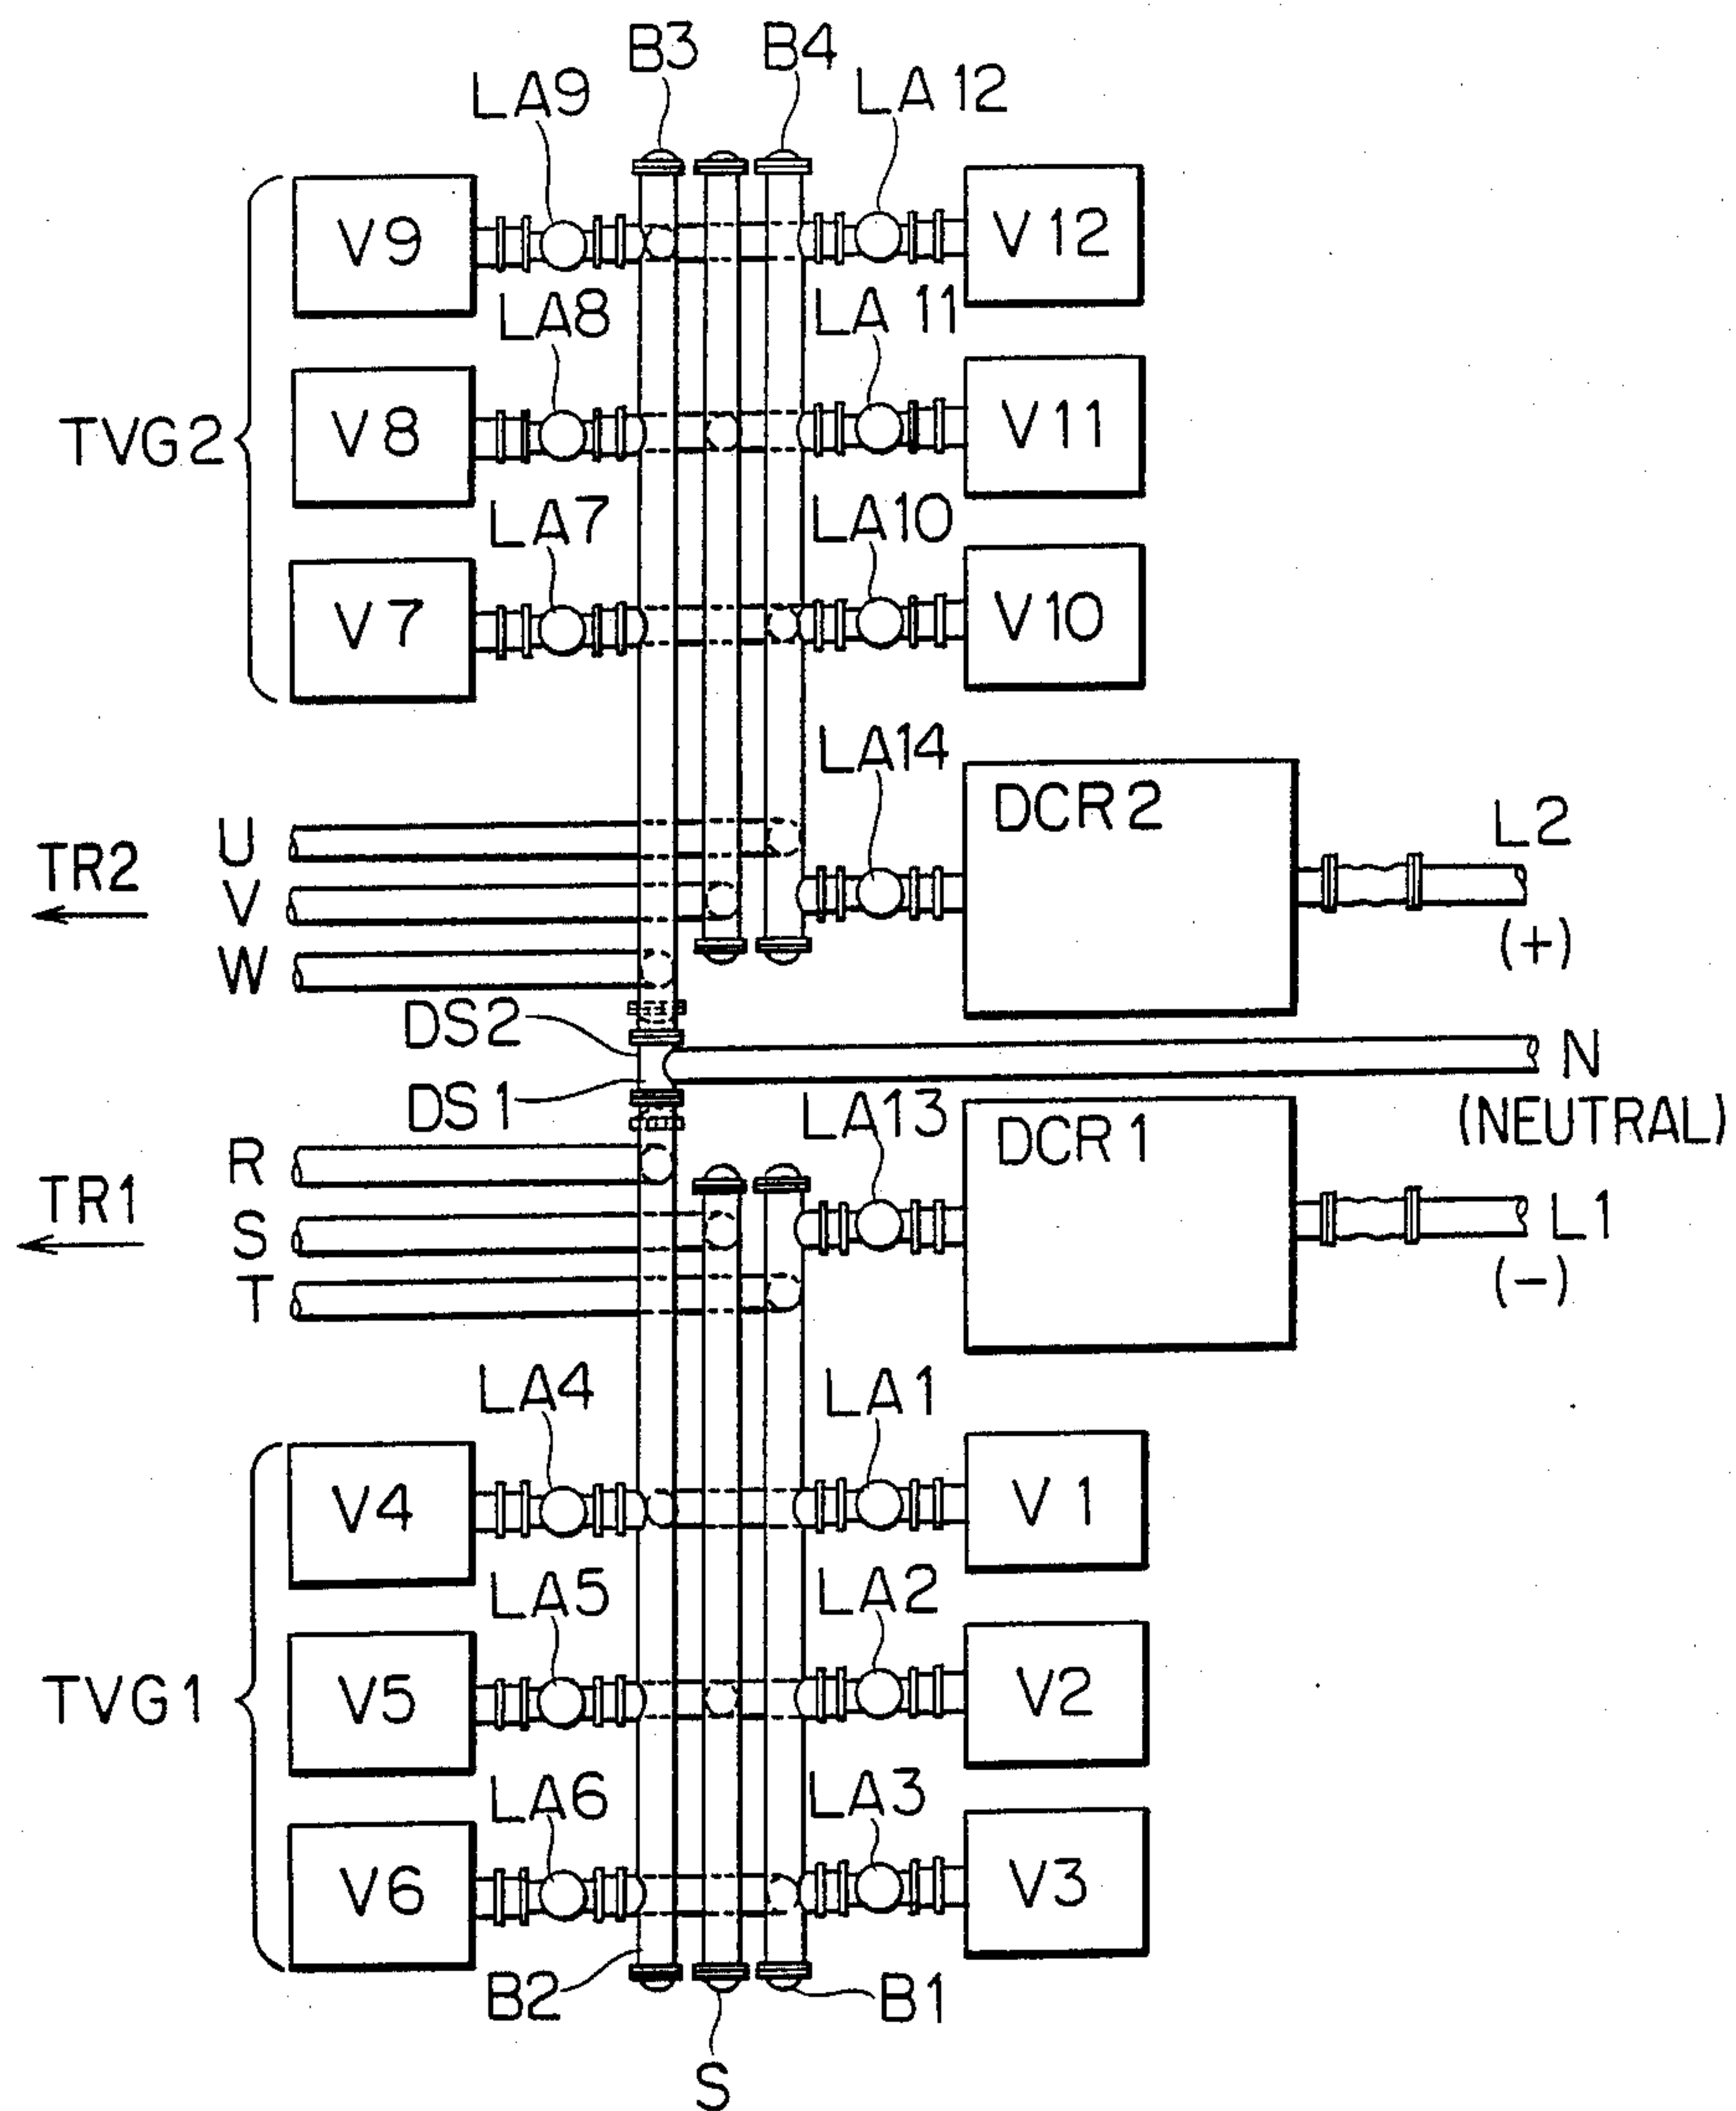 B3 B4
LA9 LA12
V9 V12
LA8 LA11
TVG2 V8 V11
LA7 LA10
V7 V10
LA14
DCR2
U L2
TR2 V
W (+)
DS2
N
DS1 (NEUTRAL)
LA13 DCR1
R
TR1 S L1
T (-)
LA4 LA1
V4 V1
LA5 LA2
TVG1 V5 V2
LA6 LA3
V6 V3
B2 B1
S